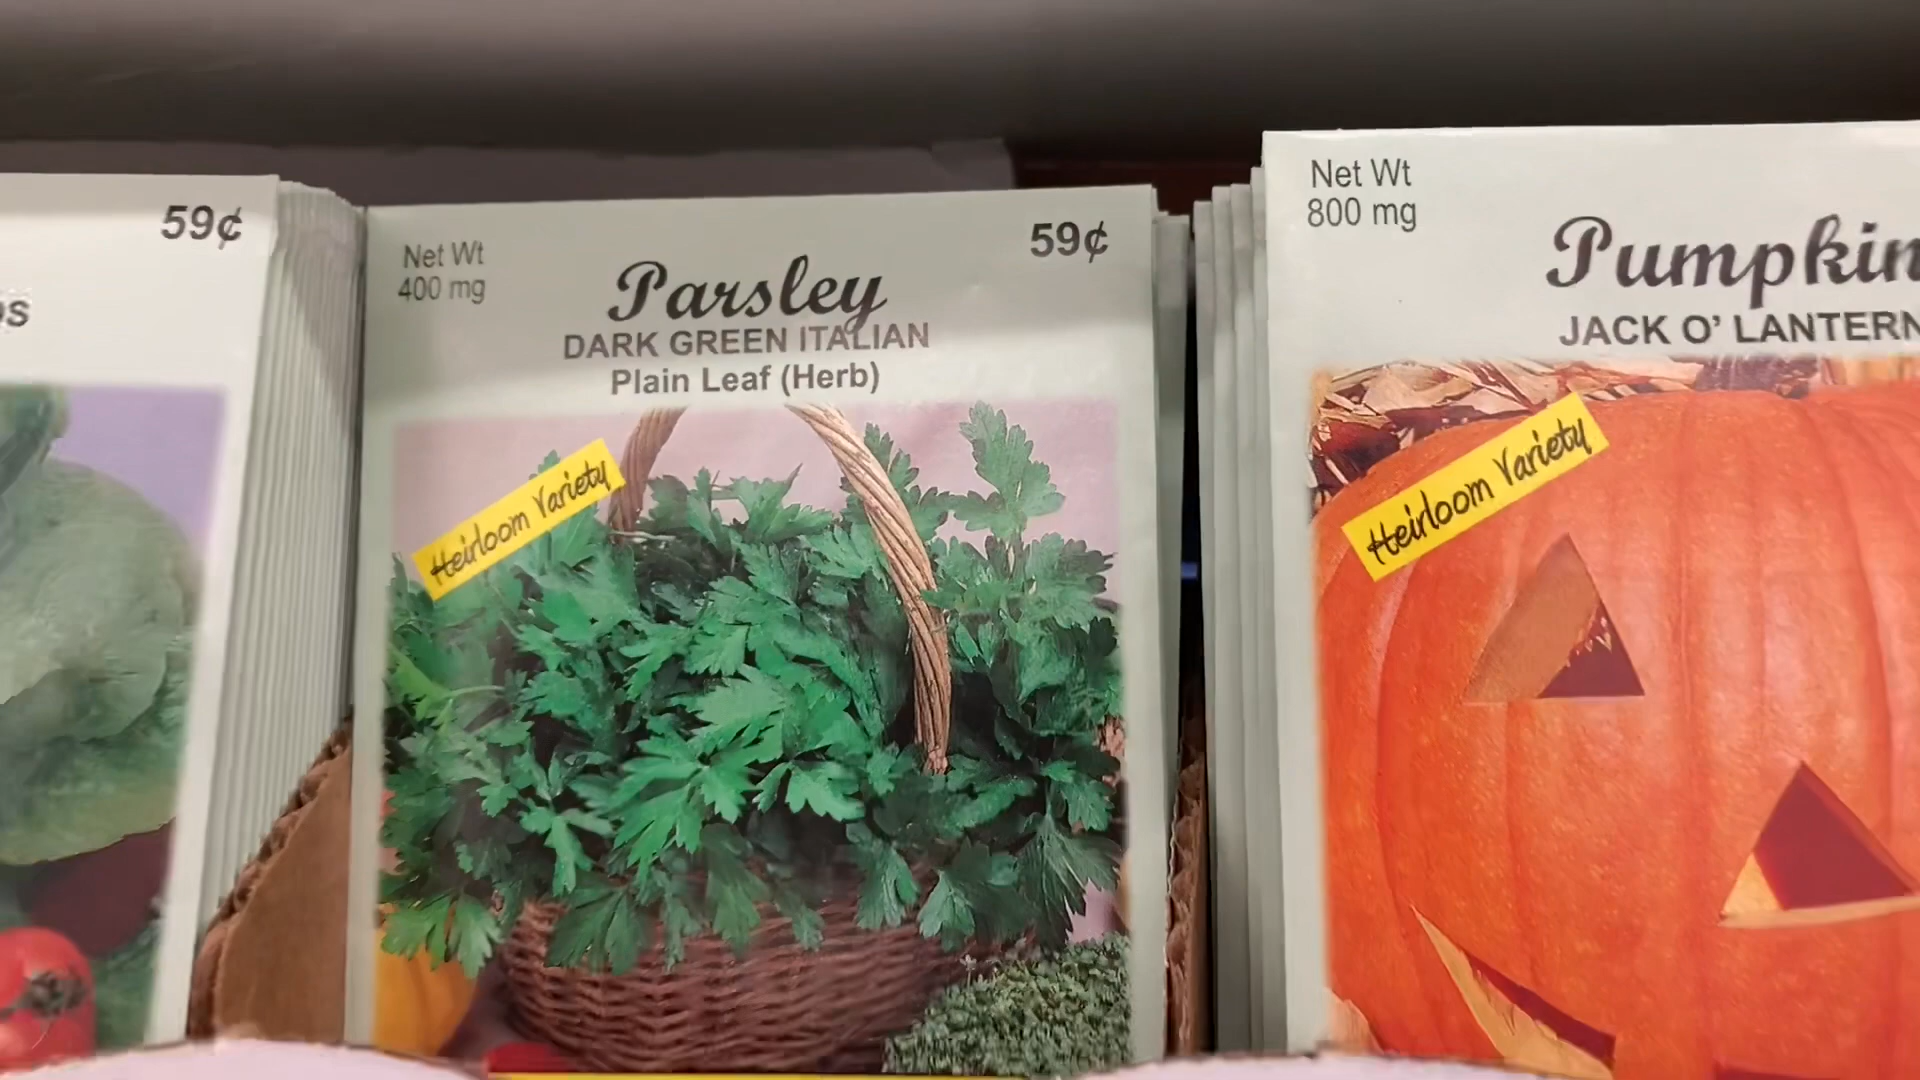 59¢
Net Wt
400 mg
59¢
Parsley
DARK GREEN ITALIAN
Plain Leaf (Herb)
Heirloom Variety
Net Wt
800 mg
Pumpkin
JACK O’ LANTERN
Heirloom Variety